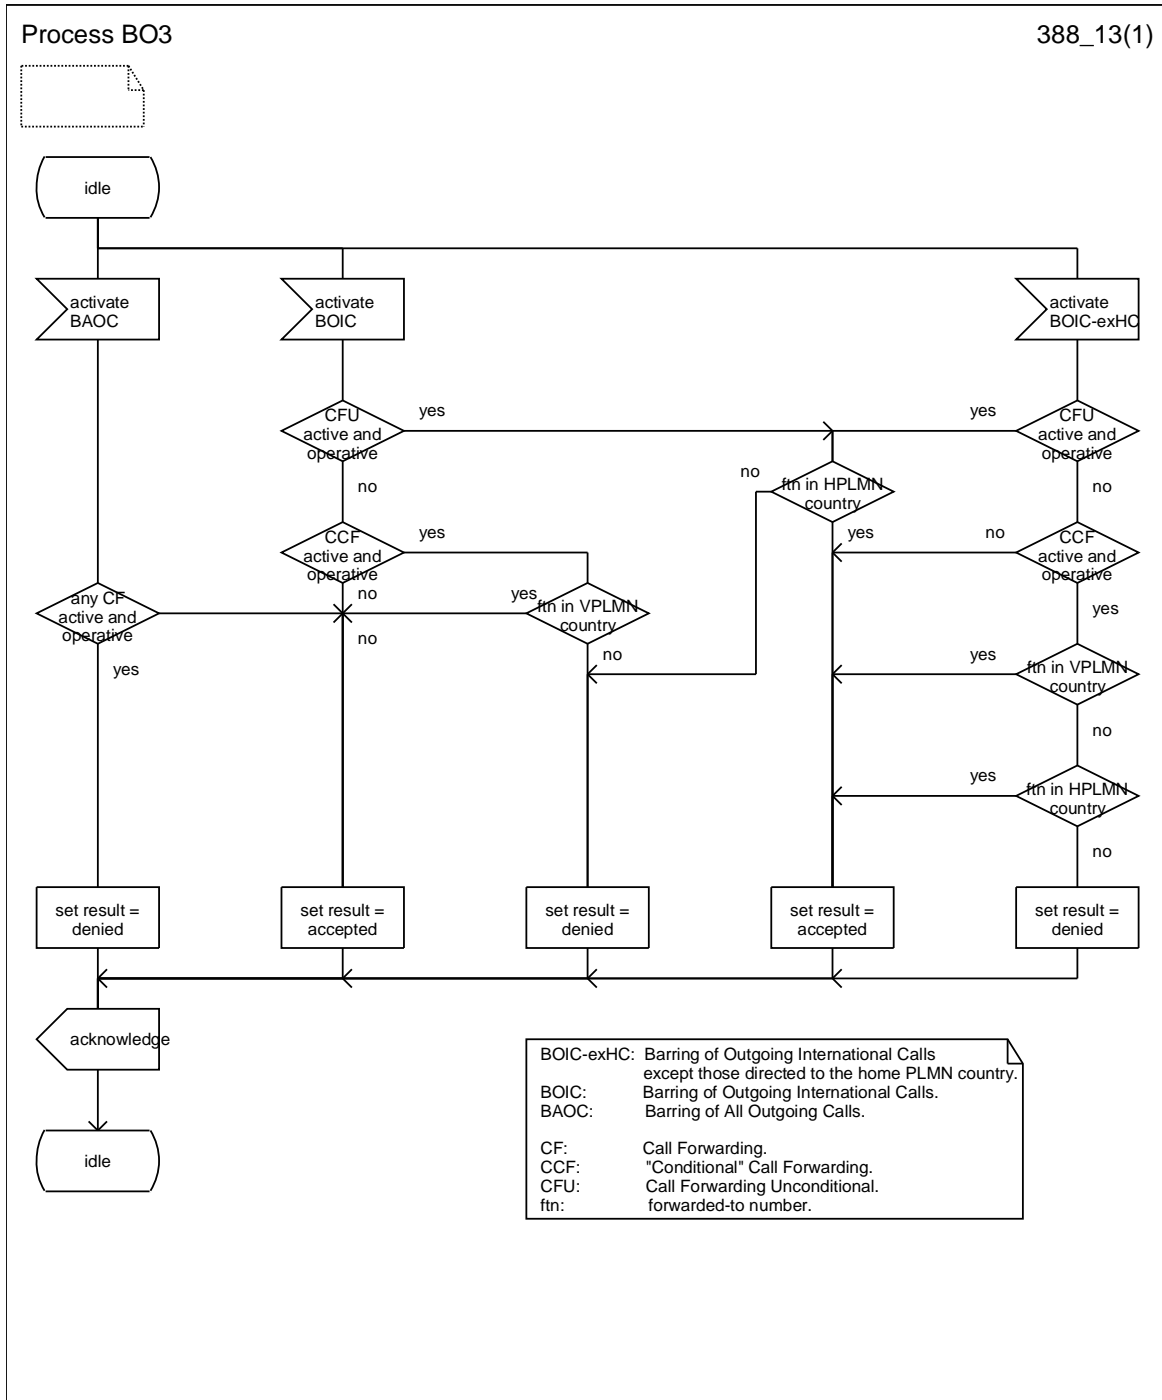 Process BO3
388_13(1)
idle
activate
BAOC
activate
BOIC
activate
BOIC-exHC
CFU
active and
operative
yes
no
yes
CFU
active and
operative
no
no
ftn in HPLMN
country
yes
CCF
active and
operative
yes
no
no
CCF
active and
operative
yes
any CF
active and
operative
no
yes
yes
ftn in VPLMN
country
no
yes
ftn in VPLMN
country
no
yes
ftn in HPLMN
country
no
set result =
denied
set result =
accepted
set result =
denied
set result =
accepted
set result =
denied
acknowledge
idle
BOIC-exHC: Barring of Outgoing International Calls
except those directed to the home PLMN country.
BOIC: Barring of Outgoing International Calls.
BAOC: Barring of All Outgoing Calls.
CF: Call Forwarding.
CCF: "Conditional" Call Forwarding.
CFU: Call Forwarding Unconditional.
ftn: forwarded-to number.